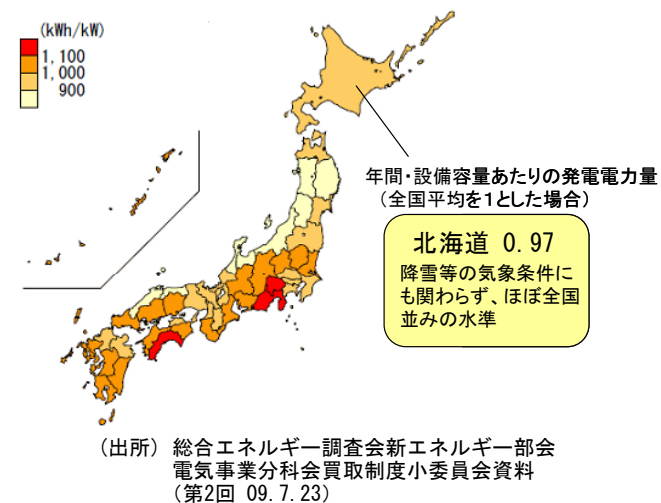 (kWh/kW)
1,100
1,000
900
年間・設備容量あたりの発電電力量
(全国平均を1とした場合)
北海道 0.97
降雪等の気象条件に
も関わらず、ほぼ全国
並みの水準
(出所) 総合エネルギー調査会新エネルギー部会
電気事業分科会買取制度小委員会資料
(第2回 09.7.23)